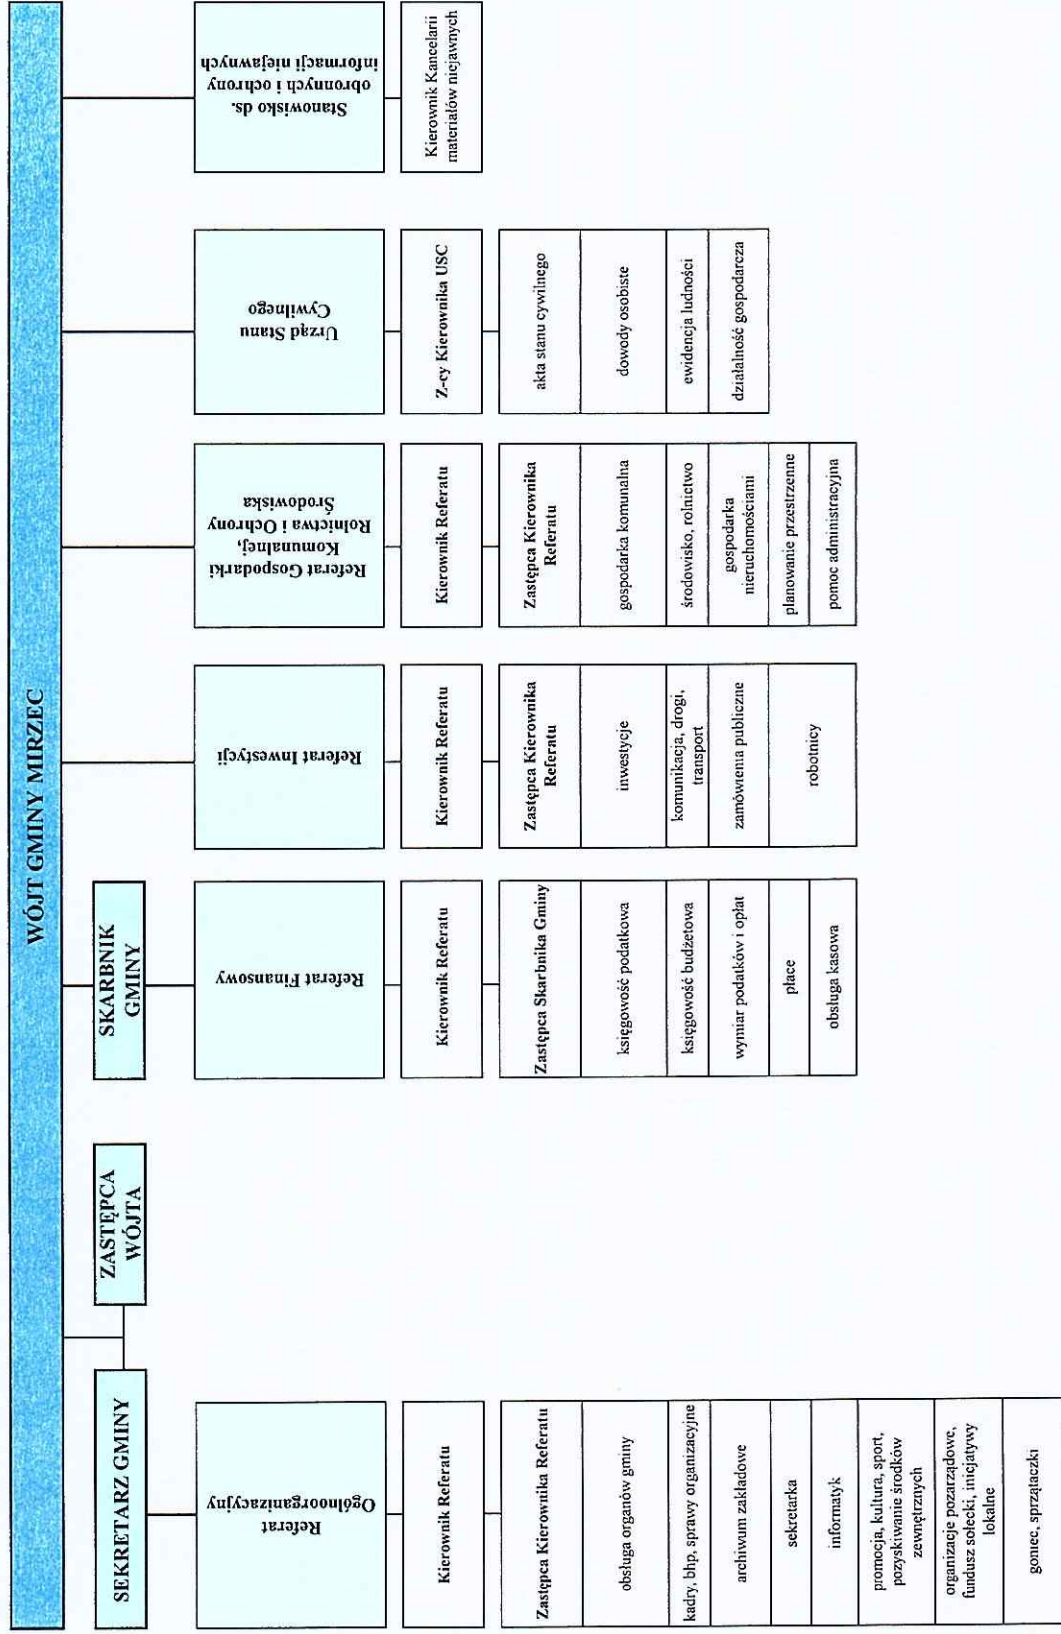 WÓJT GMINY MIRZEC
SEKRETARZ GMINY
ZASTĘPCA
WÓJTA
SKARBNIK
GMINY
Referat
Ogólnoorganizacyjny
Kierownik Referatu
Zastępca Kierownika Referatu
obsługa organów gminy
kadry, bhp, sprawy organizacyjne
archiwum zakładowe
sekretarka
informatyk
promocja, kultura, sport,
pozyskiwanie środków
zewnętrznych
organizacje pozarządowe,
fundusz sołecki, inicjatywy
lokalne
goniec, sprzątaczki
Referat Finansowy
Kierownik Referatu
Zastępca Skarbnika Gminy
księgowość podatkowa
księgowość budżetowa
wymiar podatków i opłat
płace
obsługa kasowa
Referat Inwestycji
Kierownik Referatu
Zastępca Kierownika
Referatu
inwestycje
komunikacja, drogi,
transport
zamówienia publiczne
robotnicy
Referat Gospodarki
Komunalnej,
Rolnictwa i Ochrony
Środowiska
Kierownik Referatu
Zastępca Kierownika
Referatu
gospodarka komunalna
środowisko, rolnictwo
gospodarka
nieruchomościami
planowanie przestrzenne
pomoc administracyjna
Urząd Stanu
Cywilnego
Z-cy Kierownika USC
akta stanu cywilnego
dowody osobiste
ewidencja ludności
działalność gospodarcza
Stanowisko ds.
obronnych i ochrony
informacji niejawnych
Kierownik Kancelarii
materiałów niejawnych